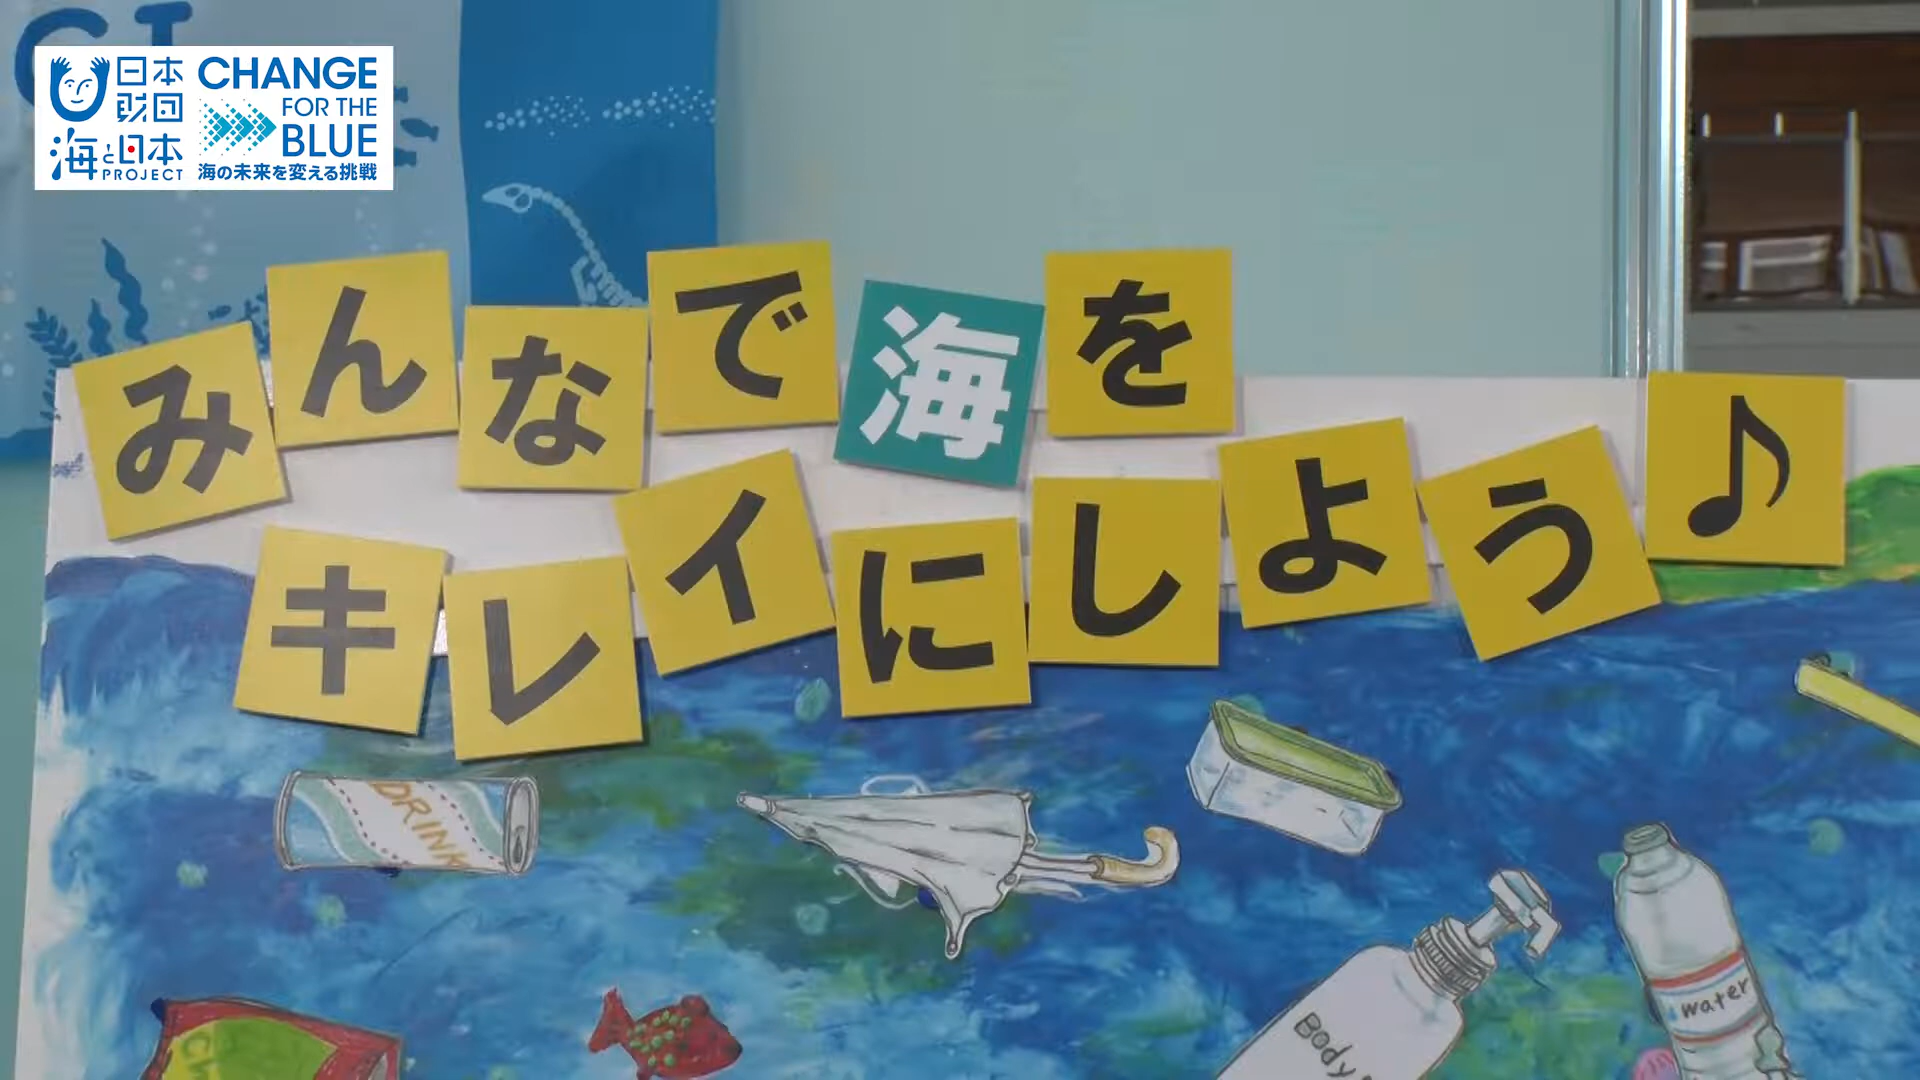 日本
財団
海と日本
PROJECT
CHANGE
FOR THE
BLUE
海の未来を変える挑戦
みんなで海を
キレイにしよう♪
DRINK
Body
water